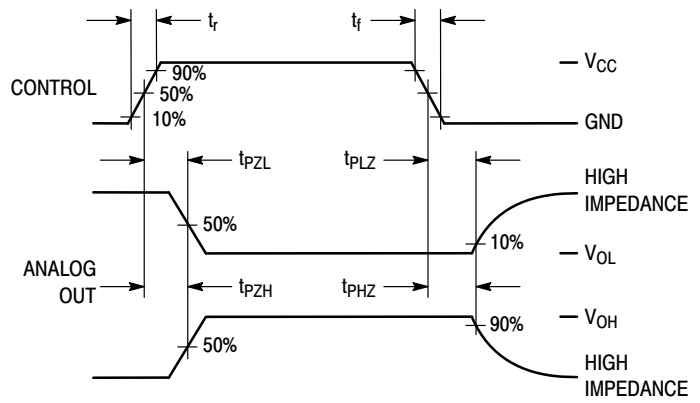 tr
tf
90%
VCC
CONTROL
50%
10%
GND
tPZL
tPLZ
HIGH
IMPEDANCE
50%
10%
ANALOG
OUT
VOL
tPZH
tPHZ
VOH
90%
50%
HIGH
IMPEDANCE